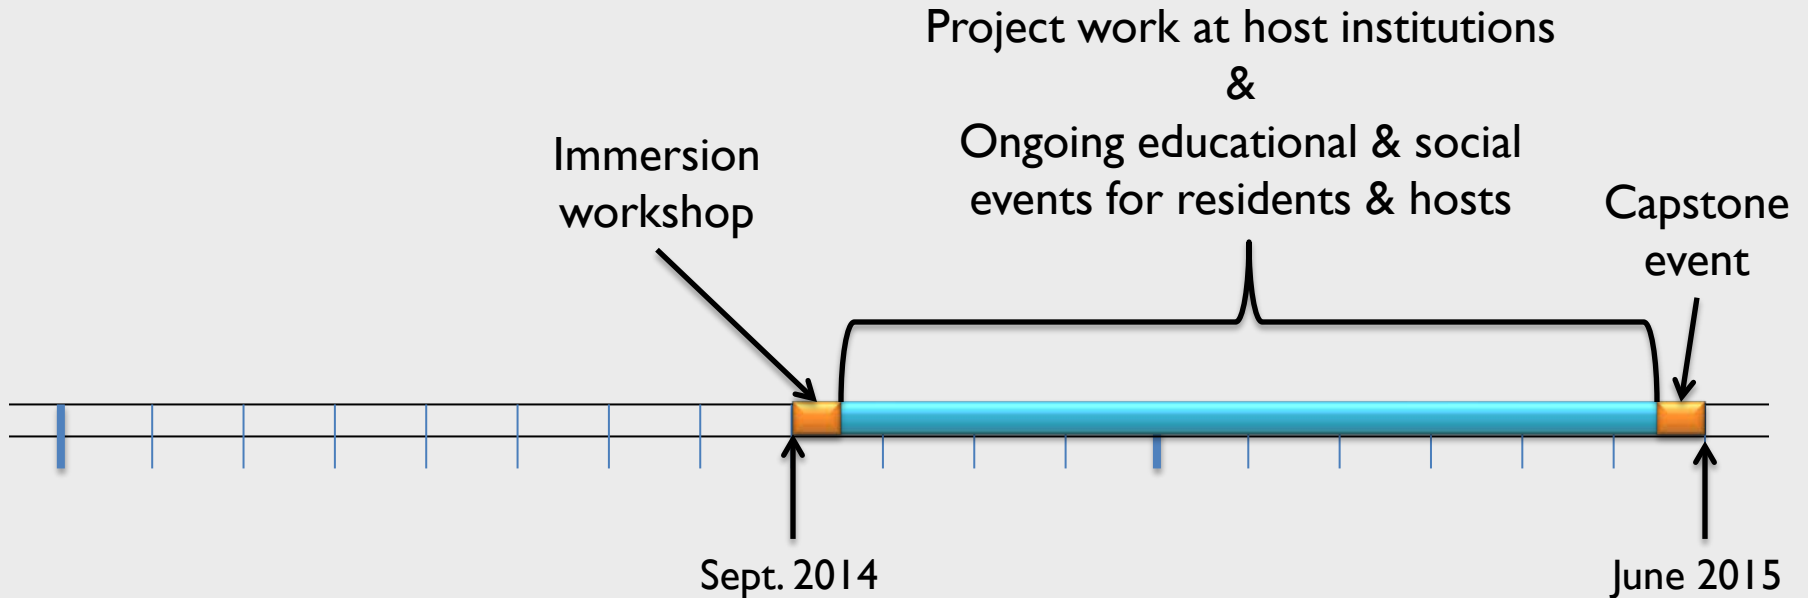 Project work at host institutions
&
Ongoing educational & social
events for residents & hosts
Immersion
workshop
Capstone
event
Sept. 2014
June 2015